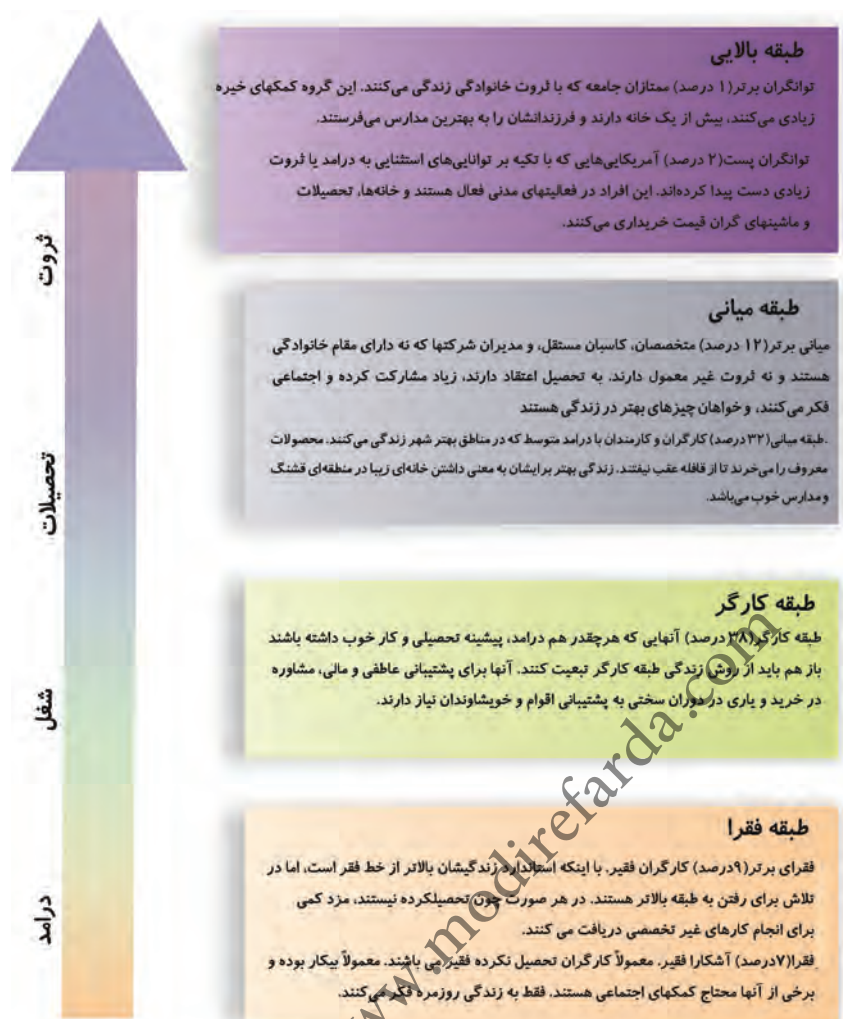 طبقه بالایی
توانگران برتر(۱ درصد) ممتازان جامعه که با ثروت خانوادگی زندگی می‌کنند. این گروه کمکهای خیره
زیادی می‌کنند، بیش از یک خانه دارند و فرزندانشان را به بهترین مدارس می‌فرستند.
توانگران پست(۲ درصد) آمریکایی‌هایی که با تکیه بر توانایی‌های استثنایی به درامد یا ثروت
زیادی دست پیدا کرده‌اند. این افراد در فعالیتهای مدنی فعال هستند و خانه‌ها، تحصیلات
و ماشینهای گران قیمت خریداری می‌کنند.
طبقه میانی
میانی برتر(۱۲ درصد) متخصصان، کاسبان مستقل، و مدیران شرکتها که نه دارای مقام خانوادگی
هستند و نه ثروت غیر معمول دارند. به تحصیل اعتقاد دارند، زیاد مشارکت کرده و اجتماعی
فکر می‌کنند، و خواهان چیزهای بهتر در زندگی هستند
.طبقه میانی(۳۲ درصد) کارگران و کارمندان با درامد متوسط که در مناطق بهتر شهر زندگی می‌کنند. محصولات
معروف را می‌خرند تا از قافله عقب نیفتند. زندگی بهتر برایشان به معنی داشتن خانه‌ای زیبا در منطقه‌ای قشنگ
و مدارس خوب می‌باشد.
طبقه کارگر
طبقه کارگر(۳۸ درصد) آنهایی که هرچقدر هم درامد، پیشینه تحصیلی و کار خوب داشته باشند
باز هم باید از روش زندگی طبقه کارگر تبعیت کنند. آنها برای پشتیبانی عاطفی و مالی، مشاوره
در خرید و یاری در دوران سختی به پشتیبانی اقوام و خویشاوندان نیاز دارند.
طبقه فقرا
فقرای برتر(۹درصد) کارگران فقیر. با اینکه استاندارد زندگیشان بالاتر از خط فقر است، اما در
تلاش برای رفتن به طبقه بالاتر هستند. در هر صورت چون تحصیلکرده نیستند، مزد کمی
برای انجام کارهای غیر تخصصی دریافت می کنند.
فقرا(۷درصد) آشکارا فقیر. معمولاً کارگران تحصیل نکرده فقیر می باشند. معمولاً بیکار بوده و
برخی از آنها محتاج کمکهای اجتماعی هستند. فقط به زندگی روزمره فکر می‌کنند.
ثروت
تحصیلات
شغل
درامد
www.modirefarda.com